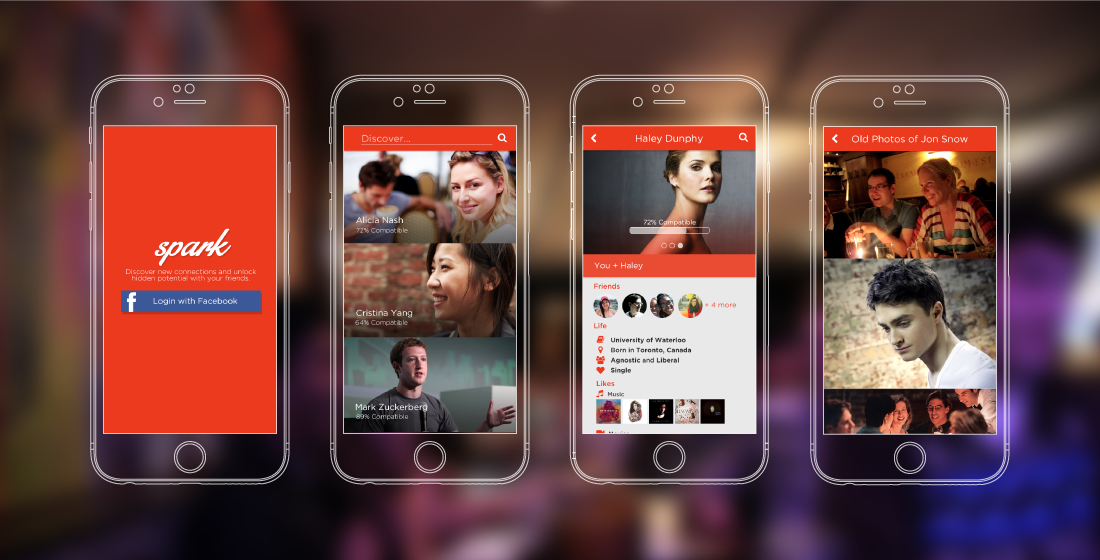 spark
Discover new connections and unlock
hidden potential with your friends.
Login with Facebook
Discover...
Alicia Nash
72% Compatible
Cristina Yang
64% Compatible
Mark Zuckerberg
89% Compatible
Haley Dunphy
72% Compatible
You + Haley
Friends
+ 4 more
Life
University of Waterloo
Born in Toronto, Canada
Agnostic and Liberal
Single
Likes
Music
Old Photos of Jon Snow